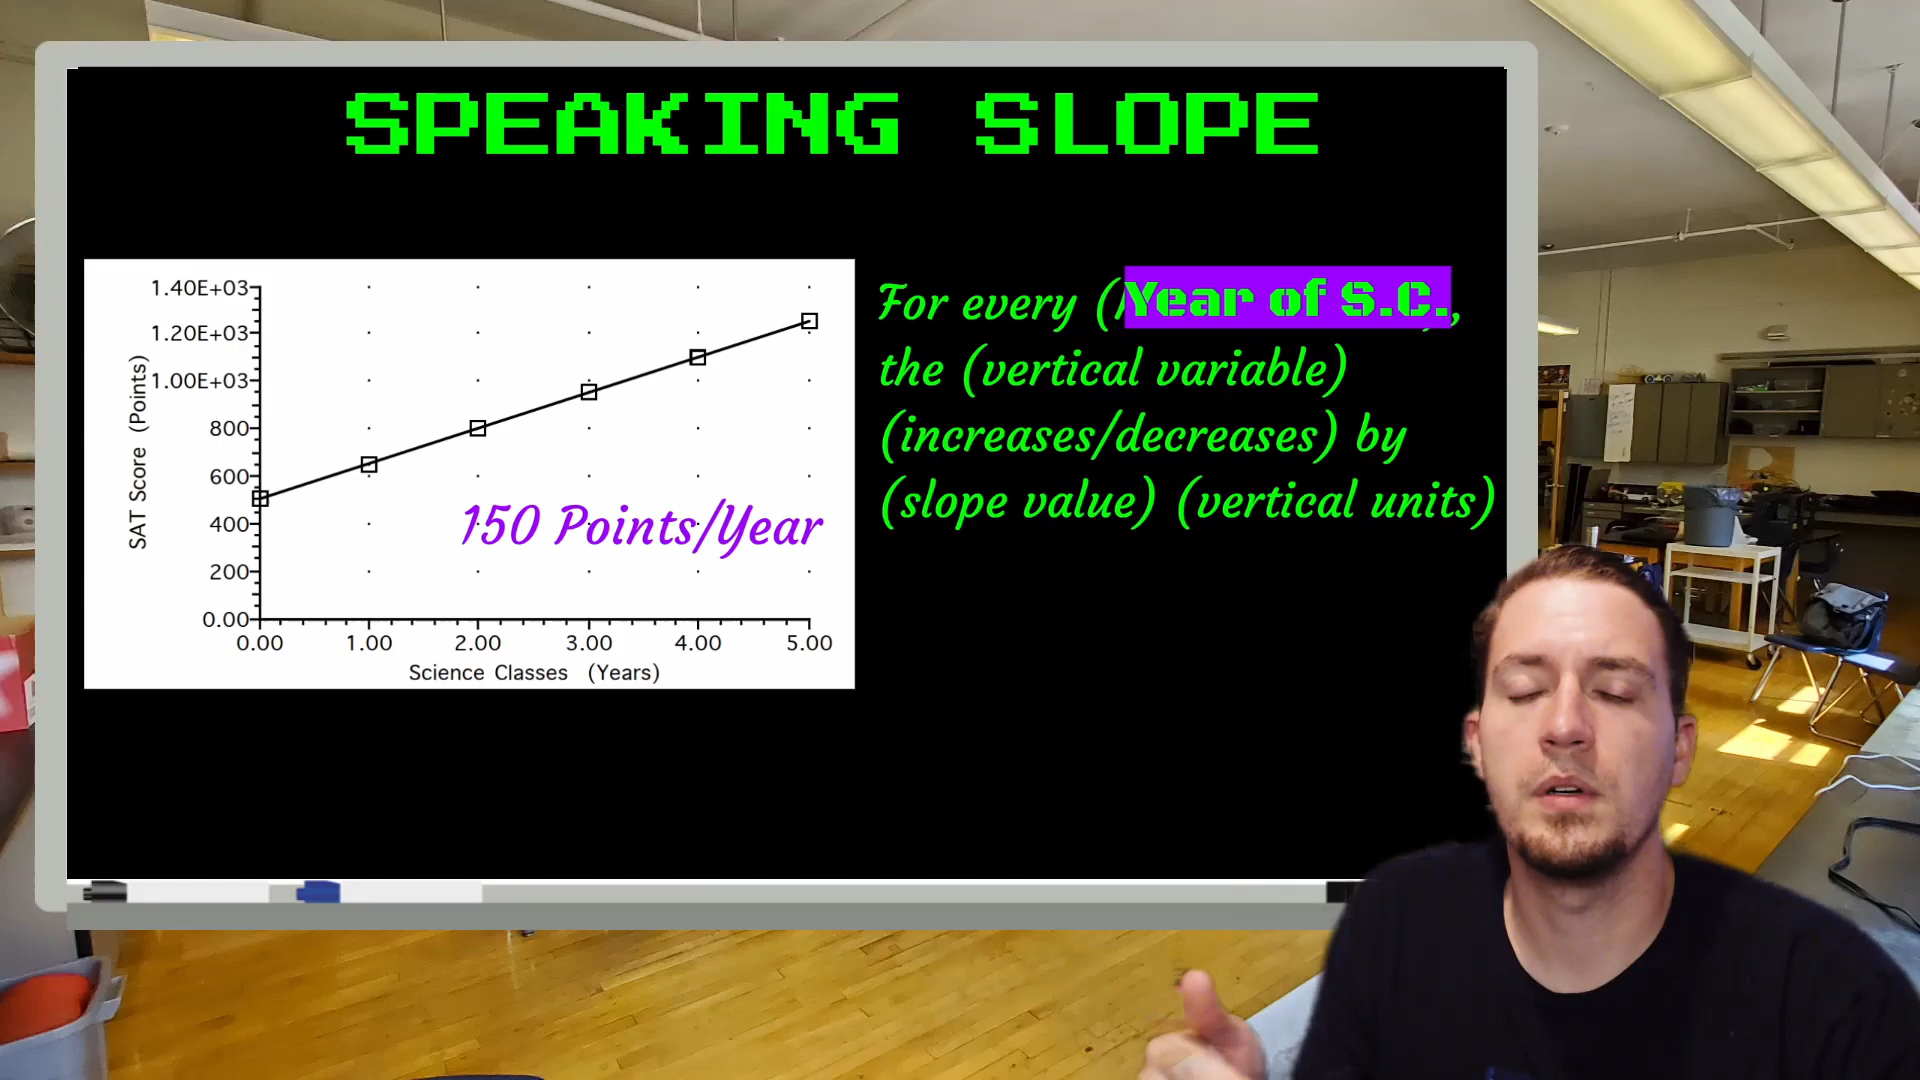 SPEAKING SLOPE
1.40E+03
1.20E+03
1.00E+03
800
600
400
200
0.00
SAT Score (Points)
0.00 1.00 2.00 3.00 4.00 5.00
Science Classes (Years)
150 Points/Year
For every (Year of S.C.,
the (vertical variable)
(increases/decreases) by
(slope value) (vertical units)